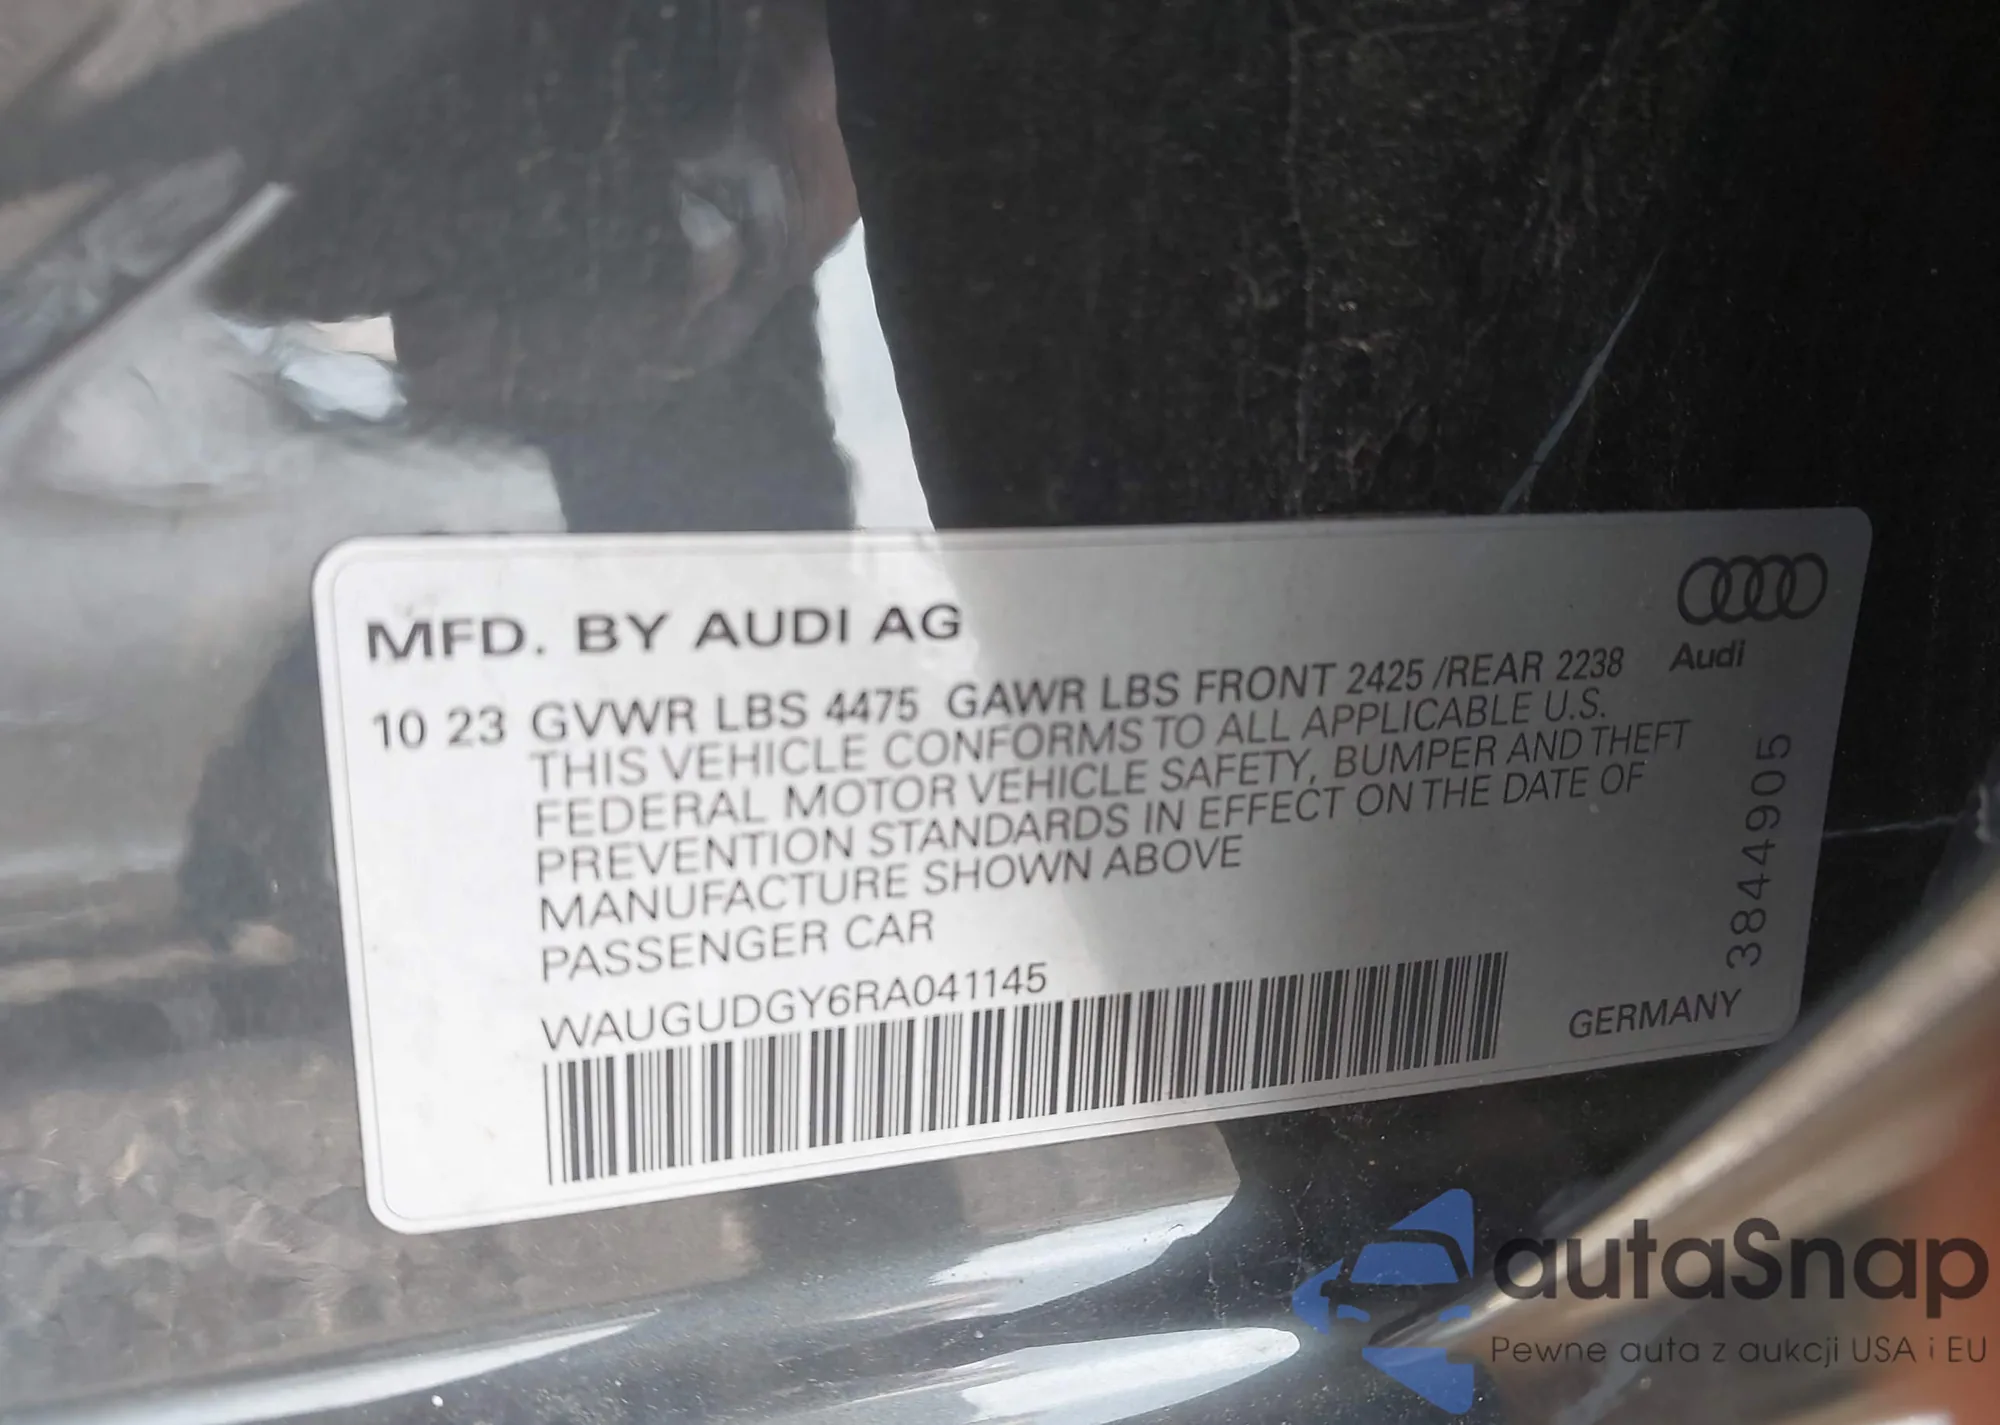 MFD. BY AUDI AG
Audi
10 23 GVWR LBS 4475 GAWR LBS FRONT 2425 /REAR 2238
THIS VEHICLE CONFORMS TO ALL APPLICABLE U.S.
FEDERAL MOTOR VEHICLE SAFETY, BUMPER AND THEFT
PREVENTION STANDARDS IN EFFECT ON THE DATE OF
MANUFACTURE SHOWN ABOVE
PASSENGER CAR
WAUGUDGY6RA041145
GERMANY
3844905
autaSnap
Pewne auta z aukcji USA i EU